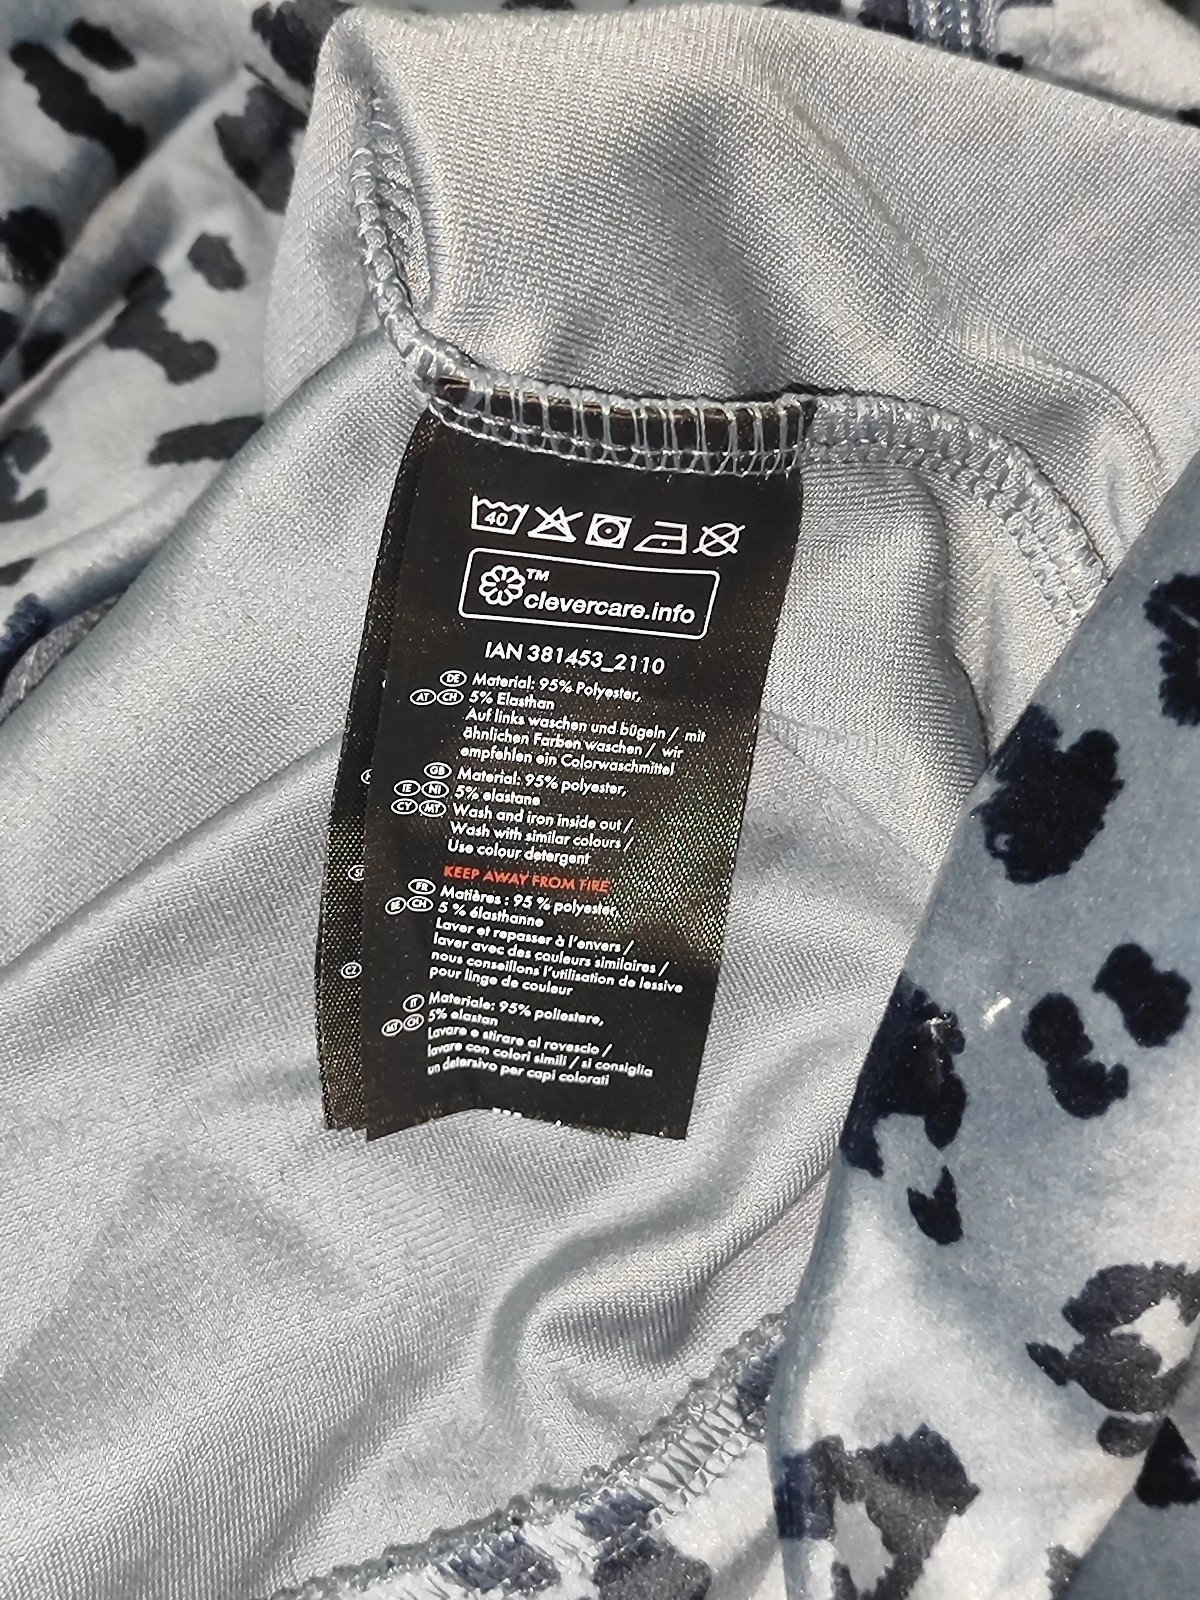 40
TM
clevercare.info
IAN 381453_2110
DE Material: 95% Polyester,
AT CH 5% Elasthan
Auf links waschen und bügeln / mit
ähnlichen Farben waschen / wir
empfehlen ein Colorwaschmittel
GB Material: 95% polyester,
IE NI 5% elastane
CY MT Wash and iron inside out /
Wash with similar colours /
Use colour detergent
KEEP AWAY FROM FIRE
FR Matières : 95 % polyester,
BE CH 5 % élasthanne
Laver et repasser à l'envers /
laver avec des couleurs similaires /
nous conseillons l'utilisation de lessive
pour linge de couleur
IT Materiale: 95% poliestere,
MT CH 5% elastan
Lavare e stirare al rovescio /
lavare con colori simili / si consiglia
un detersivo per capi colorati
CZ